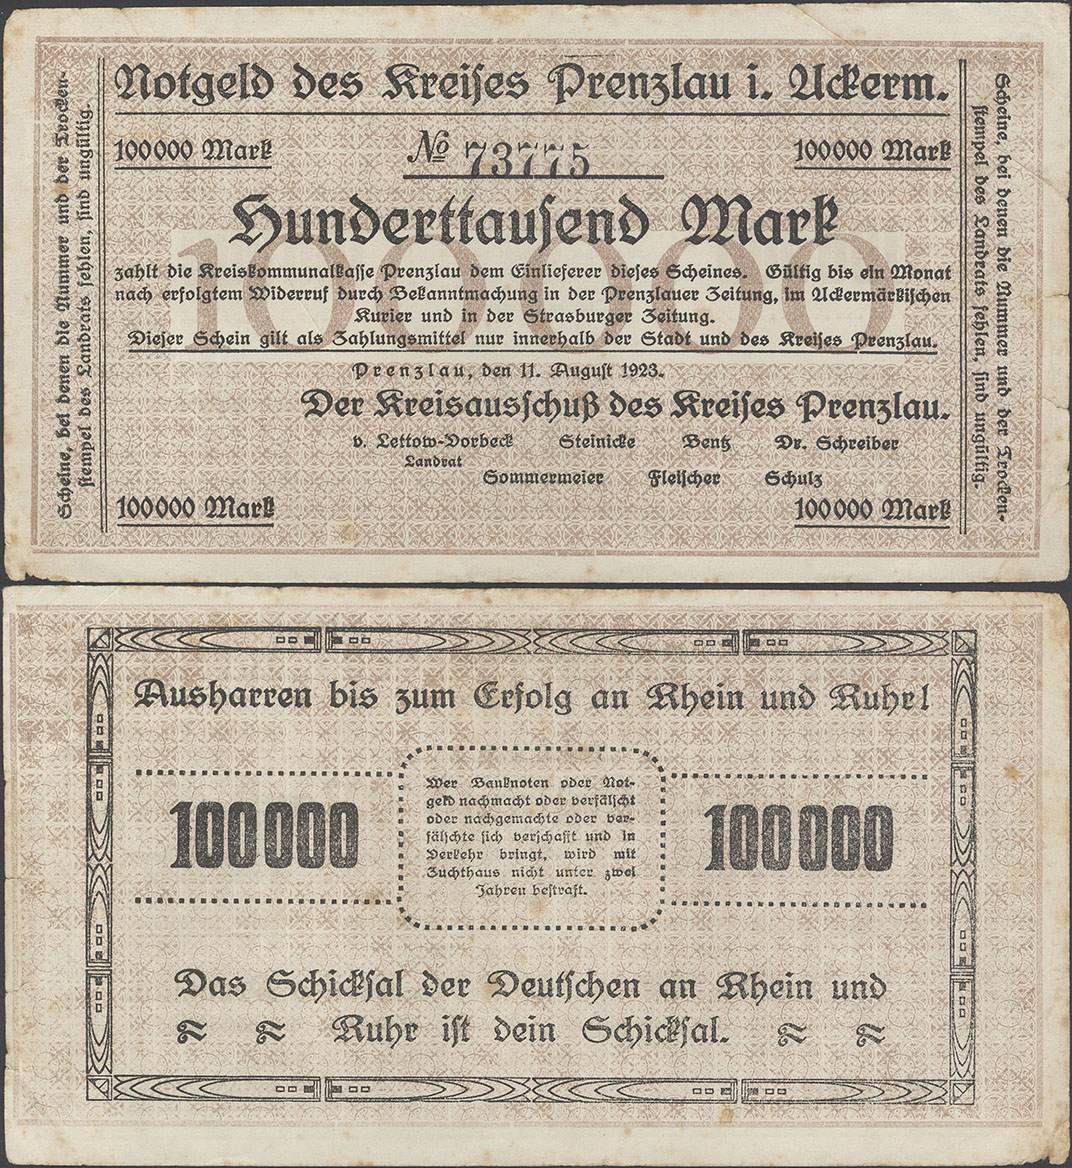 Notgeld des Kreises Prenzlau i. Uckerm.
100000 Mark
No 73775
100000 Mark
Hunderttausend Mark
100000
zahlt die Kreiskommunalkasse Prenzlau dem Einlieferer dieses Scheines. Gültig bis ein Monat
nach erfolgtem Widerruf durch Bekanntmachung in der Prenzlauer Zeitung, im Uckermärkischen
Kurier und in der Strasburger Zeitung.
Dieser Schein gilt als Zahlungsmittel nur innerhalb der Stadt und des Kreises Prenzlau.
Prenzlau, den 11. August 1923.
Der Kreisausschuß des Kreises Prenzlau.
v. Lettow-Vorbeck Steinicke Bentz Dr. Schreiber
Landrat
Sommermeier Fleischer Schulz
100000 Mark
100000 Mark
Scheine, bei denen die Nummer und der Trocken-
stempel des Landrats fehlen, sind ungültig.
Scheine, bei denen die Nummer und der Trocken-
stempel des Landrats fehlen, sind ungültig.
Ausharren bis zum Erfolg an Rhein und Ruhr!
100000
Wer Banknoten oder Not-
geld nachmacht oder verfälscht
oder nachgemachte oder ver-
fälschte sich verschafft und in
Verkehr bringt, wird mit
Zuchthaus nicht unter zwei
Jahren bestraft.
100000
Das Schicksal der Deutschen an Rhein und
Ruhr ist dein Schicksal.